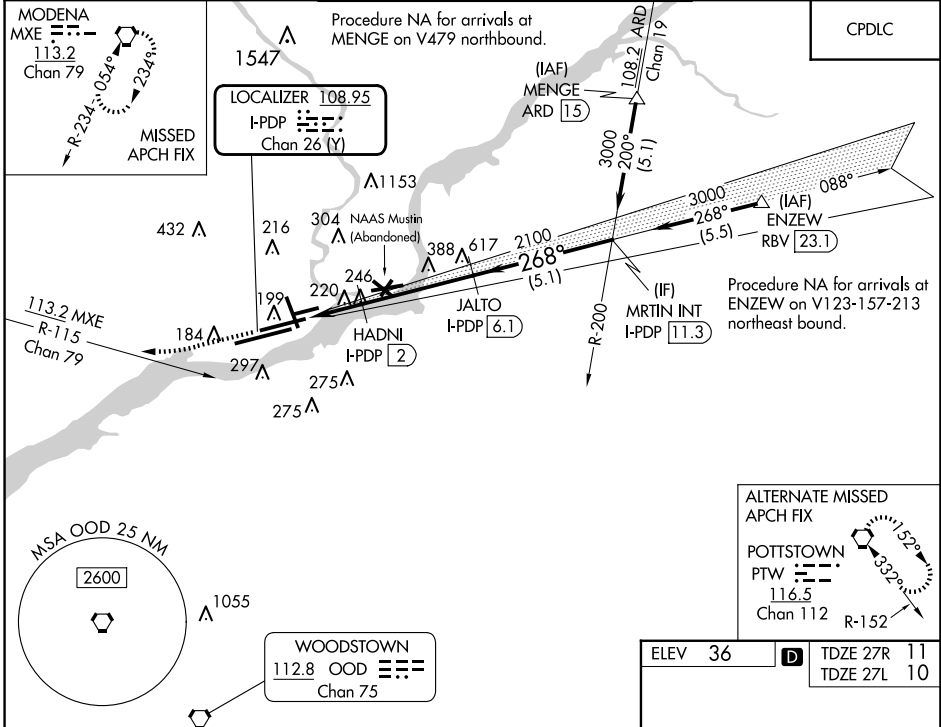 MODENA
MXE
113.2
Chan 79
054°
234°
R-234
MISSED
APCH FIX
1547
Procedure NA for arrivals at
MENGE on V479 northbound.
CPDLC
LOCALIZER 108.95
I-PDP
Chan 26 (Y)
(IAF)
MENGE
ARD 15
108.2 ARD
Chan 19
3000
200°
(5.1)
1153
432
216
304
NAAS Mustin
(Abandoned)
388
617
2100
268°
(5.1)
3000
268°
(5.5)
(IAF)
ENZEW
RBV 23.1
088°
199
220
246
184
HADNI
I-PDP 2
JALTO
I-PDP 6.1
(IF)
MRTIN INT
I-PDP 11.3
R-200
Procedure NA for arrivals at
ENZEW on V123-157-213
northeast bound.
113.2 MXE
R-115
Chan 79
297
275
275
MSA OOD 25 NM
2600
1055
WOODSTOWN
112.8 OOD
Chan 75
ALTERNATE MISSED
APCH FIX
POTTSTOWN
PTW
116.5
Chan 112
152°
332°
R-152
ELEV 36
D
TDZE 27R 11
TDZE 27L 10